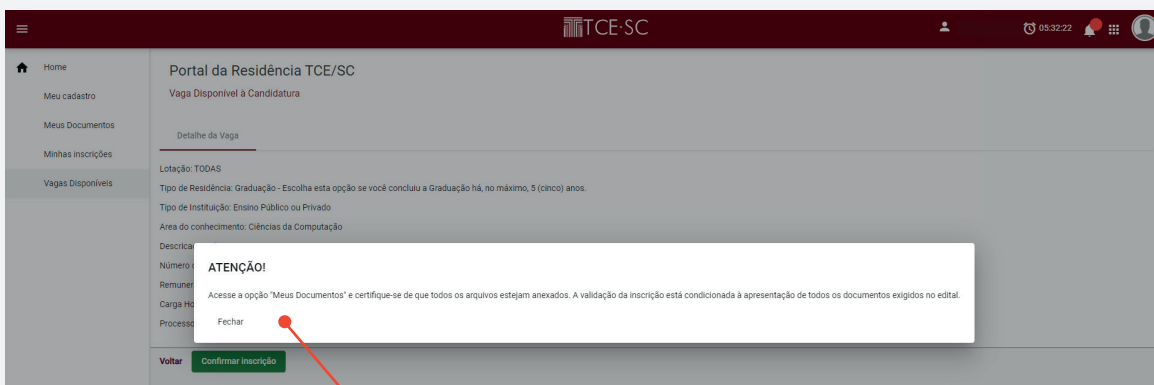 TCE·SC
05:32:22
Home
Meu cadastro
Meus Documentos
Minhas inscrições
Vagas Disponíveis
Portal da Residência TCE/SC
Vaga Disponível à Candidatura
Detalhe da Vaga
Lotação: TODAS
Tipo de Residência: Graduação - Escolha esta opção se você concluiu a Graduação há, no máximo, 5 (cinco) anos.
Tipo de Instituição: Ensino Público ou Privado
Area do conhecimento: Ciências da Computação
ATENÇÃO!
Acesse a opção "Meus Documentos" e certifique-se de que todos os arquivos estejam anexados. A validação da inscrição está condicionada à apresentação de todos os documentos exigidos no edital.
Fechar
Voltar
Confirmar inscrição